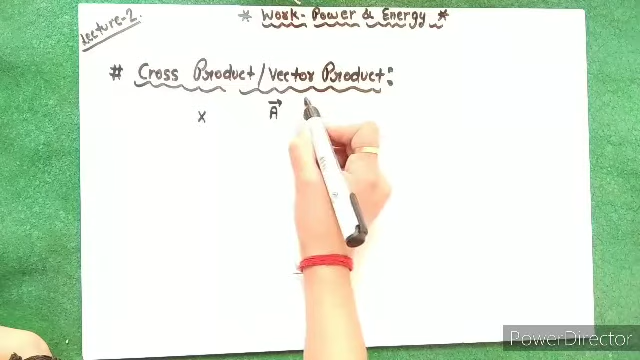 Lecture-2.
* Work-Power & Energy *
# Cross Product/Vector Product:
x A⃗
PowerDirector